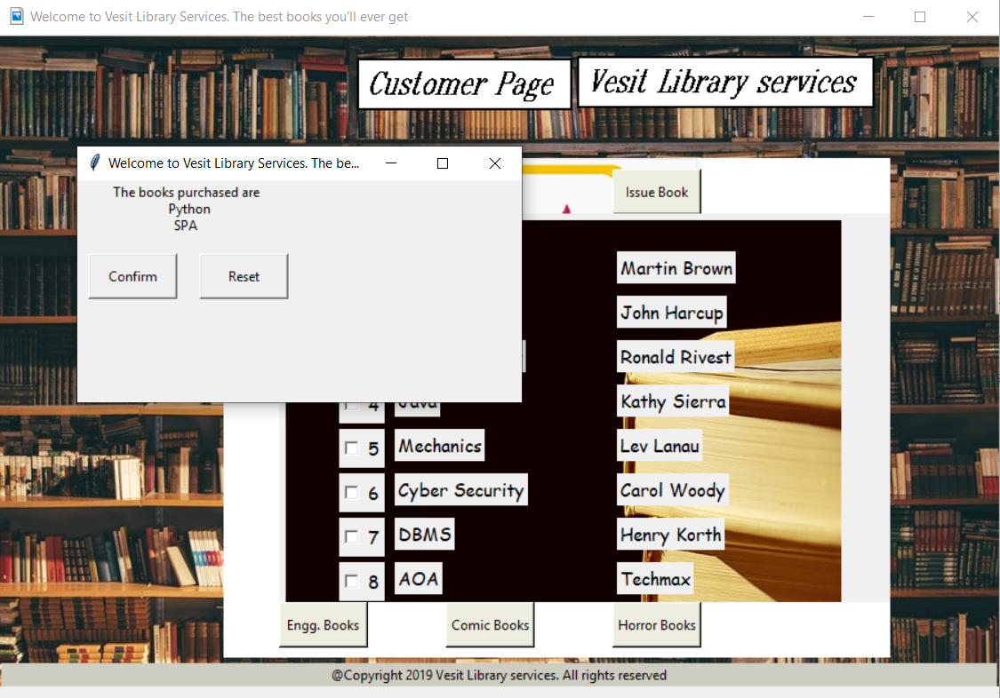 Welcome to Vesit Library Services. The best books you'll ever get
Customer Page
Vesit Library services
Welcome to Vesit Library Services. The be...
The books purchased are
Python
SPA
Confirm
Reset
Issue Book
Martin Brown
John Harcup
Ronald Rivest
4 Java Kathy Sierra
5 Mechanics Lev Lanau
6 Cyber Security Carol Woody
7 DBMS Henry Korth
8 AOA Techmax
Engg. Books
Comic Books
Horror Books
@Copyright 2019 Vesit Library services. All rights reserved